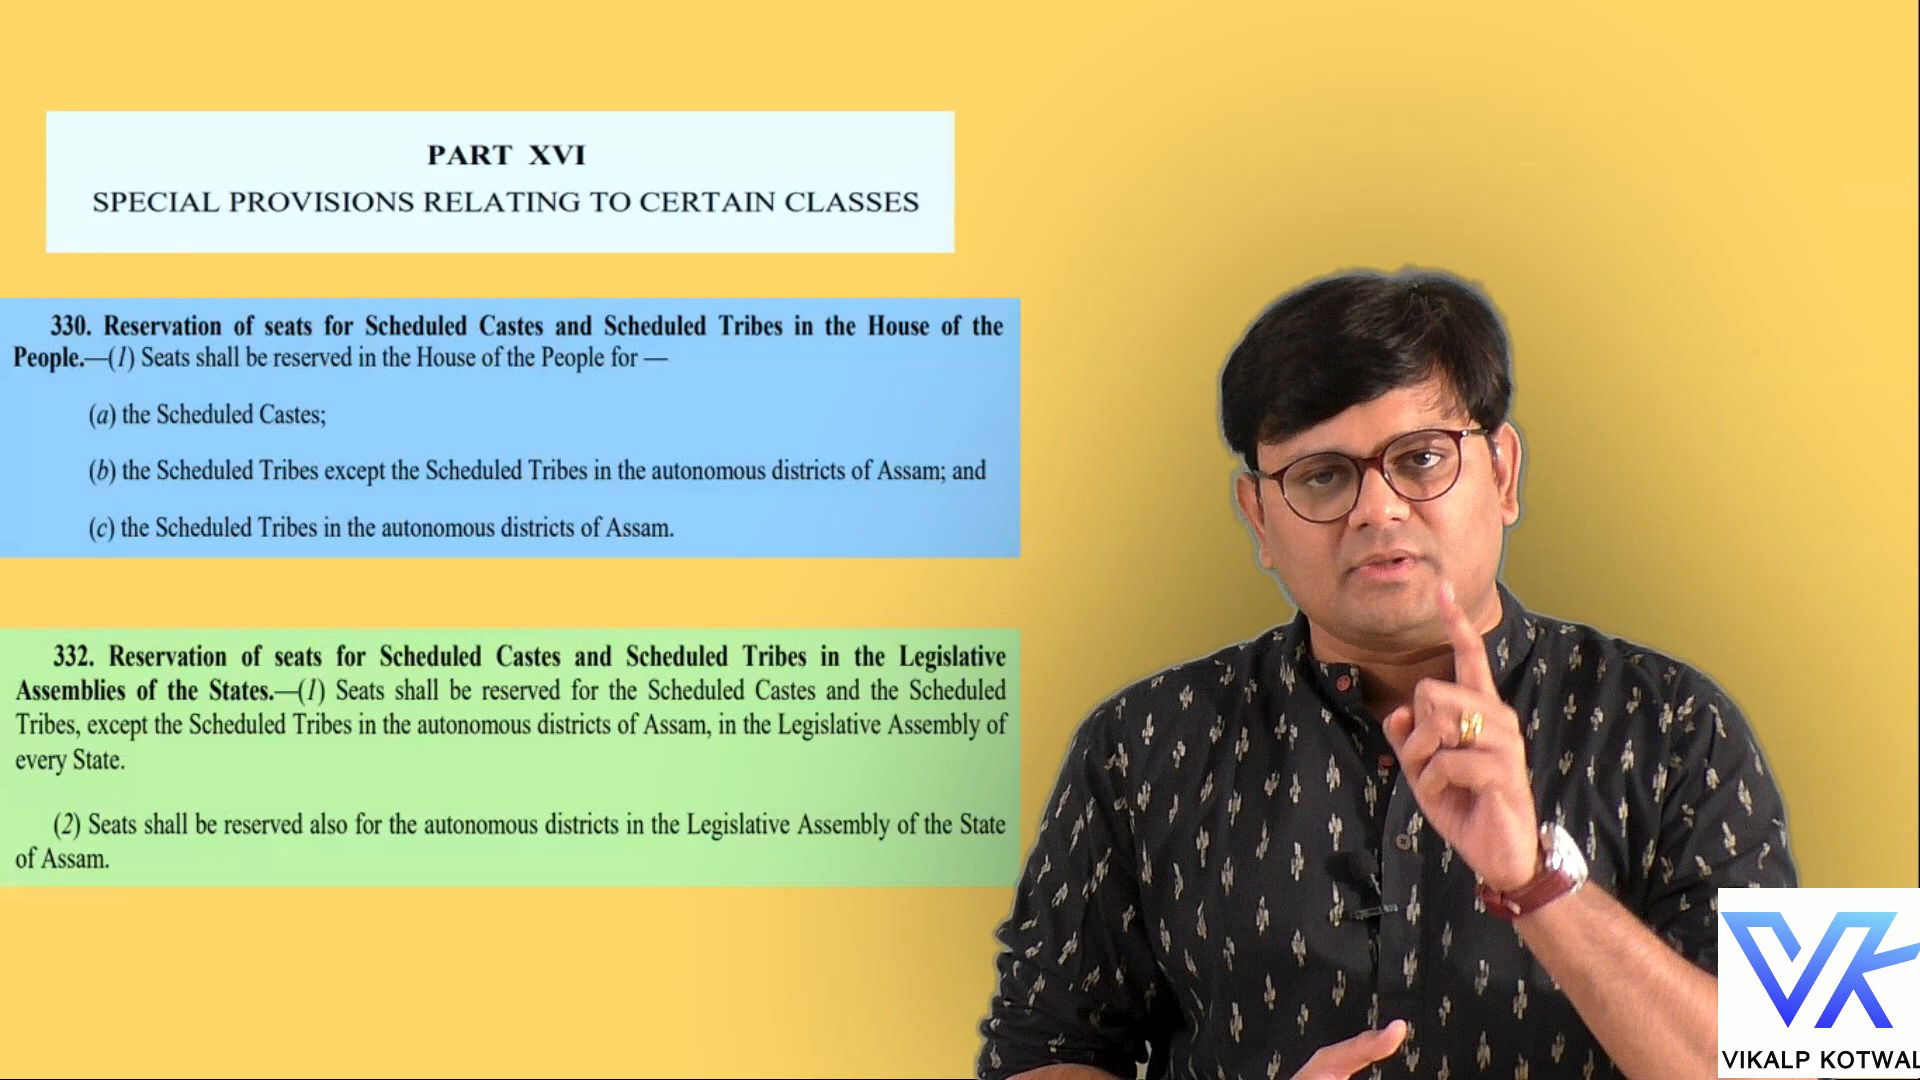 PART XVI
SPECIAL PROVISIONS RELATING TO CERTAIN CLASSES
330. Reservation of seats for Scheduled Castes and Scheduled Tribes in the House of the
People.—(1) Seats shall be reserved in the House of the People for —
(a) the Scheduled Castes;
(b) the Scheduled Tribes except the Scheduled Tribes in the autonomous districts of Assam; and
(c) the Scheduled Tribes in the autonomous districts of Assam.
332. Reservation of seats for Scheduled Castes and Scheduled Tribes in the Legislative
Assemblies of the States.—(1) Seats shall be reserved for the Scheduled Castes and the Scheduled
Tribes, except the Scheduled Tribes in the autonomous districts of Assam, in the Legislative Assembly of
every State.
(2) Seats shall be reserved also for the autonomous districts in the Legislative Assembly of the State
of Assam.
VK
VIKALP KOTWAL